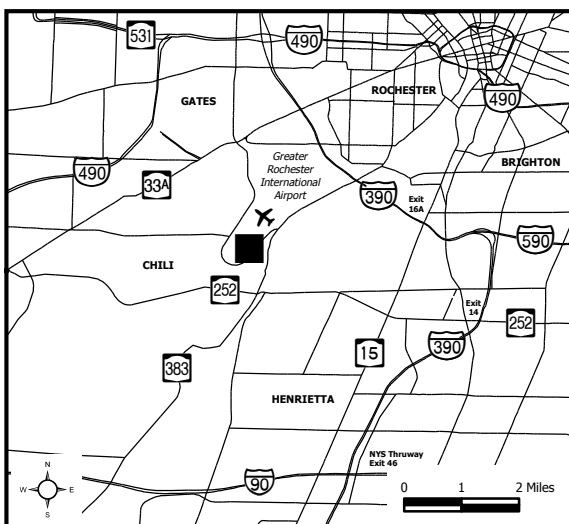 531
490
GATES
ROCHESTER
490
490
33A
Greater
Rochester
International
Airport
BRIGHTON
390
Exit
16A
590
CHILI
252
Exit
14
252
390
15
383
HENRIETTA
NYS Thruway
Exit 46
90
N
W
E
S
0 1 2 Miles